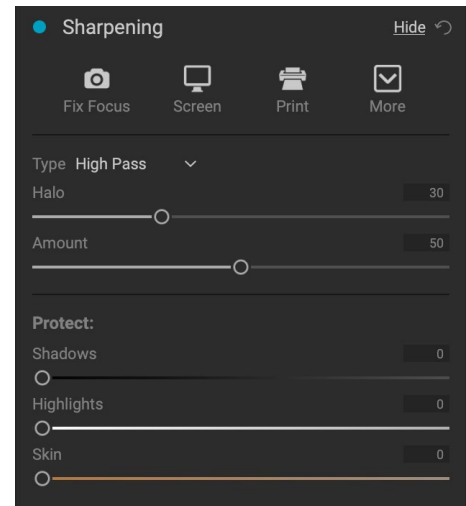 Sharpening Hide
Fix Focus Screen Print More
Type High Pass
Halo 30
Amount 50
Protect:
Shadows 0
Highlights 0
Skin 0